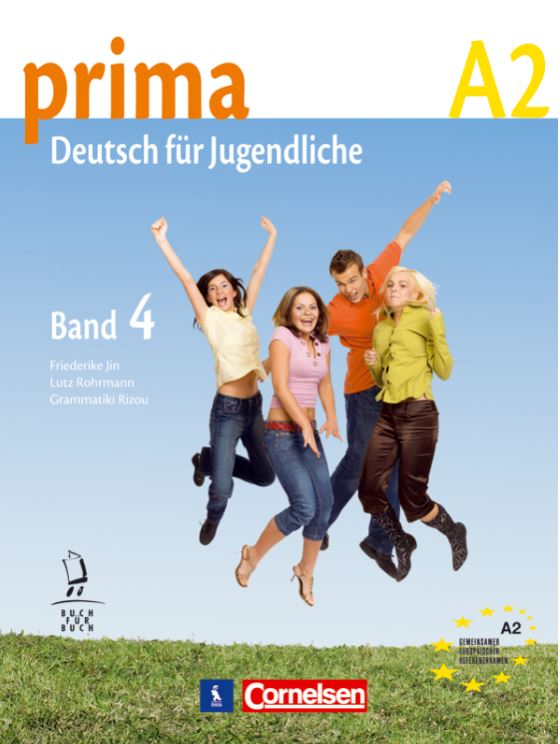 prima
A2
Deutsch für Jugendliche
Band 4
Friederike Jin
Lutz Rohrmann
Grammatiki Rizou
BUCH
FÜR
BUCH
A2
GEMEINSAMER
EUROPÄISCHER
REFERENZRAHMEN
Cornelsen